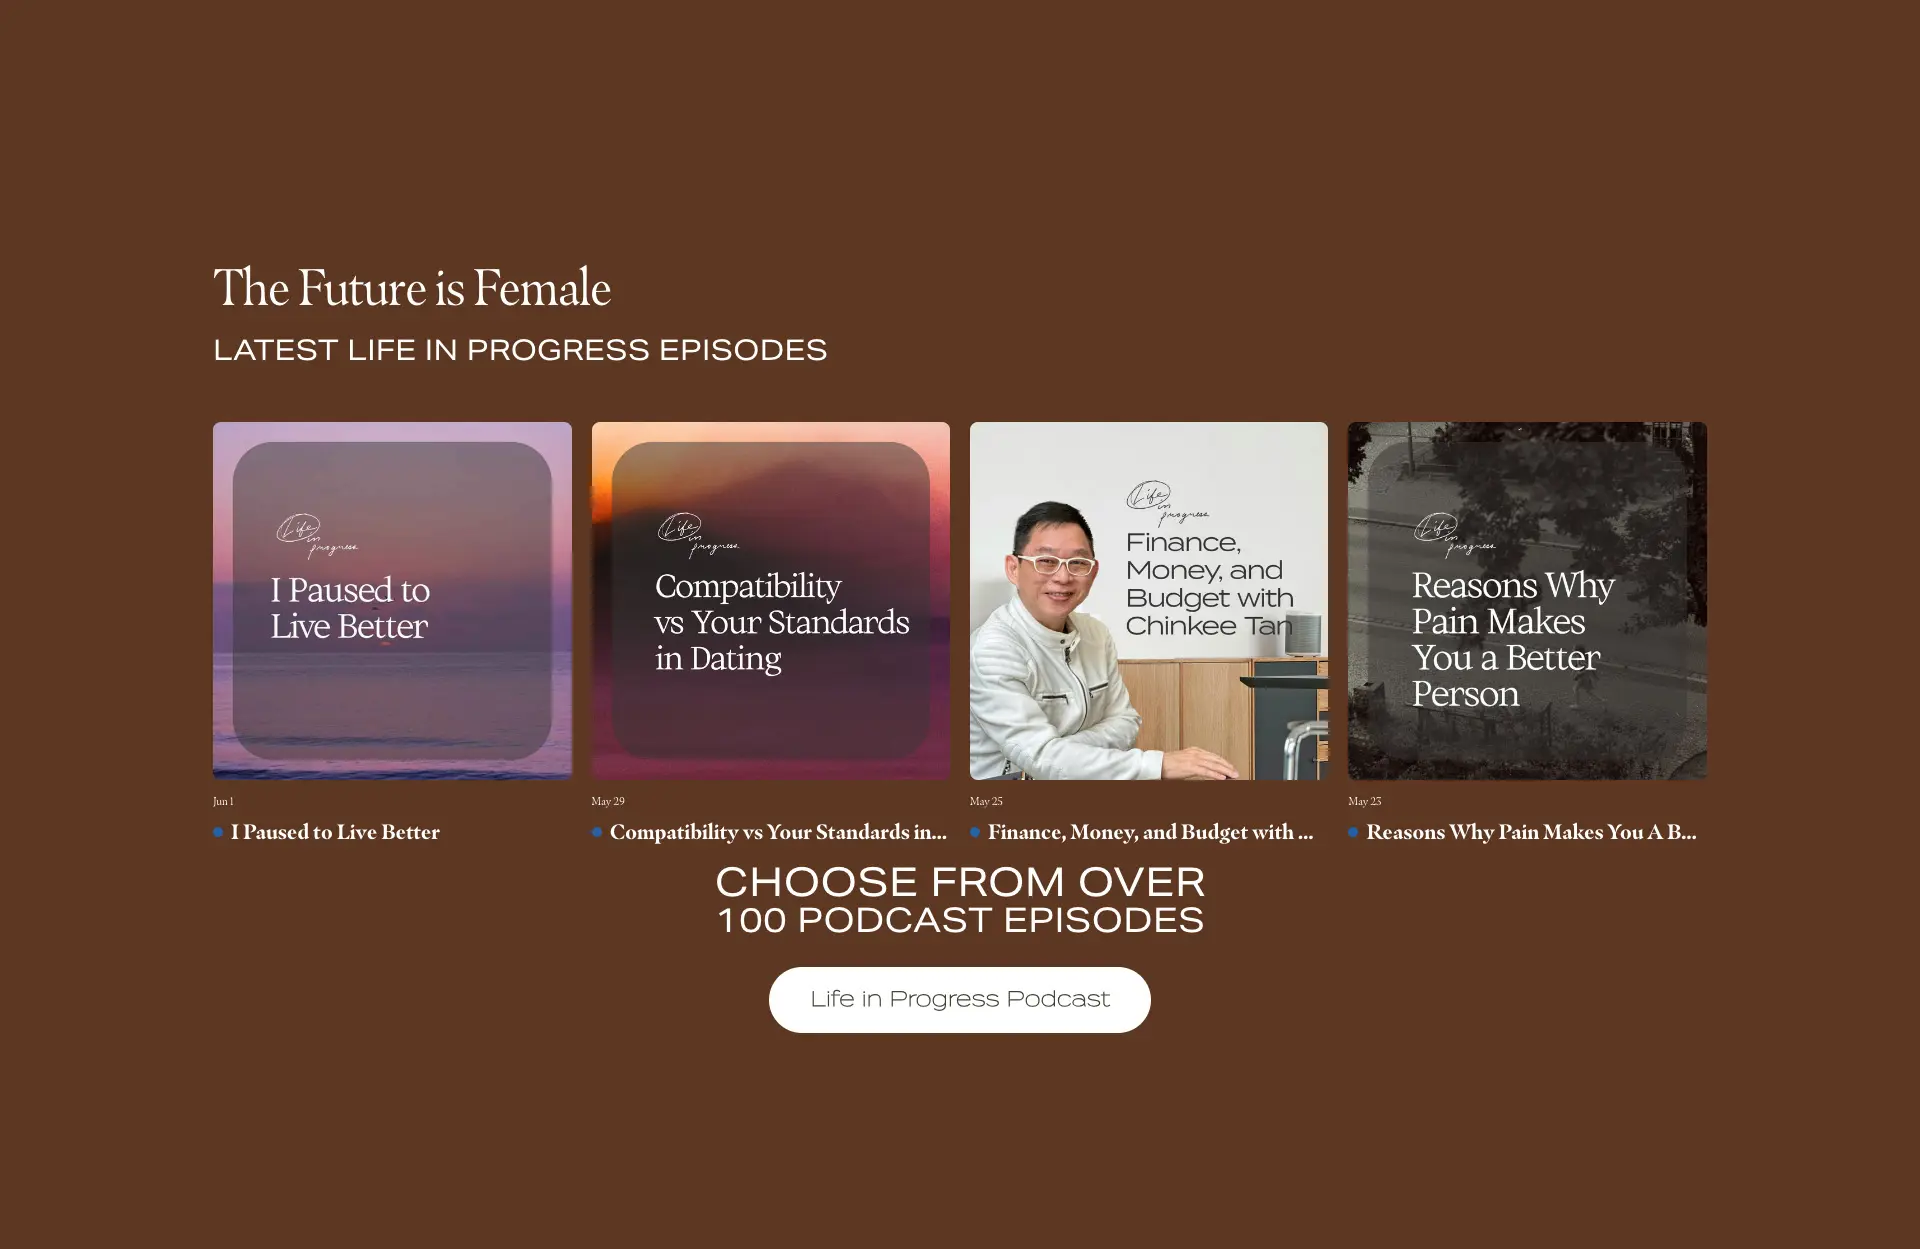 The Future is Female
LATEST LIFE IN PROGRESS EPISODES
Life
in
progress
I Paused to
Live Better
Life
in
progress
Compatibility
vs Your Standards
in Dating
Life
in
progress
Finance,
Money, and
Budget with
Chinkee Tan
Life
in
progress
Reasons Why
Pain Makes
You a Better
Person
Jun 1
I Paused to Live Better
May 29
Compatibility vs Your Standards in...
May 25
Finance, Money, and Budget with ...
May 23
Reasons Why Pain Makes You A B...
CHOOSE FROM OVER
100 PODCAST EPISODES
Life in Progress Podcast